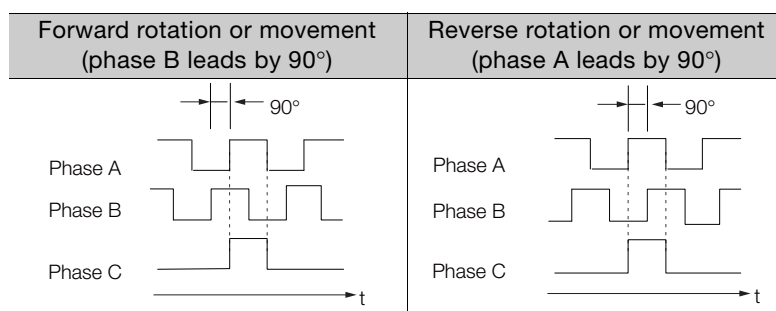 Forward rotation or movement
(phase B leads by 90°)
Reverse rotation or movement
(phase A leads by 90°)
90°
Phase A
Phase B
Phase C
t
90°
Phase A
Phase B
Phase C
t